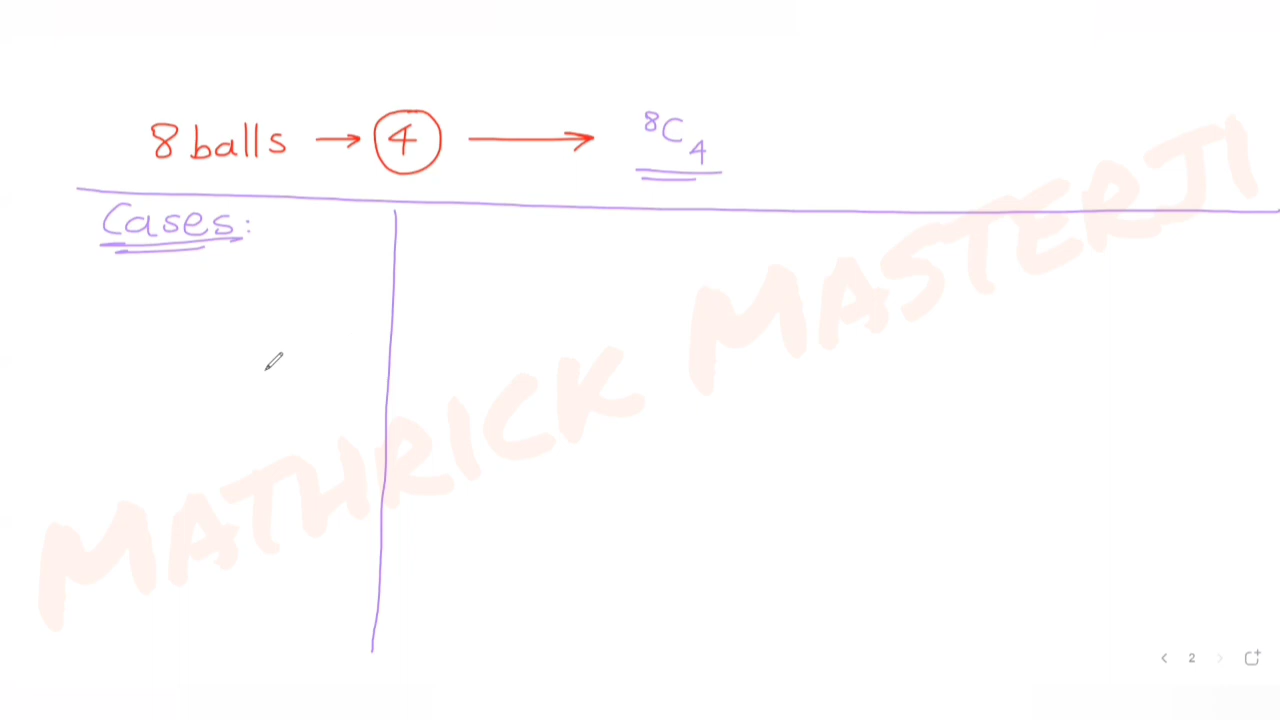 8 balls → 4 → ⁸C₄
Cases:
MATHRICK MASTERJI
< 2 >